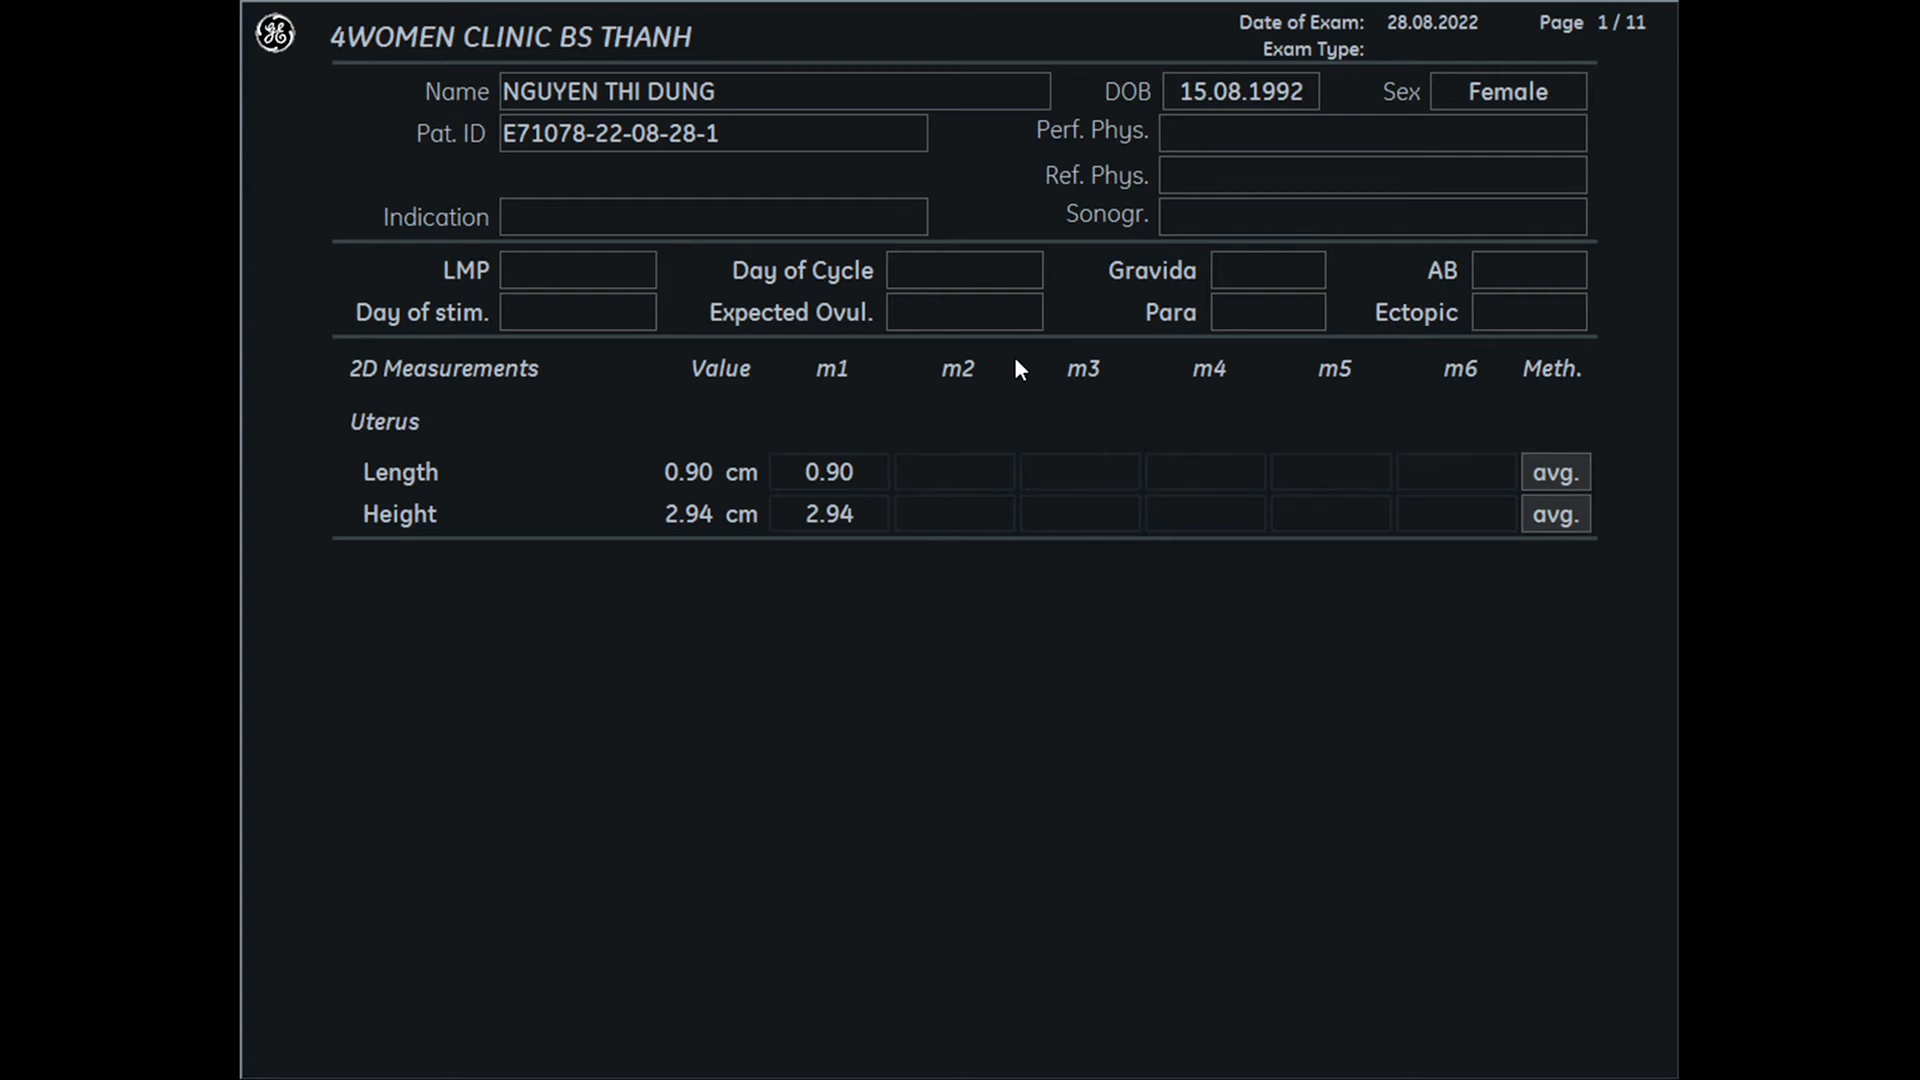 4WOMEN CLINIC BS THANH
Date of Exam: 28.08.2022 Page 1 / 11
Exam Type:
Name NGUYEN THI DUNG DOB 15.08.1992 Sex Female
Pat. ID E71078-22-08-28-1 Perf. Phys.
Ref. Phys.
Indication Sonogr.
LMP Day of Cycle Gravida AB
Day of stim. Expected Ovul. Para Ectopic
2D Measurements Value m1 m2 m3 m4 m5 m6 Meth.
Uterus
Length 0.90 cm 0.90 avg.
Height 2.94 cm 2.94 avg.